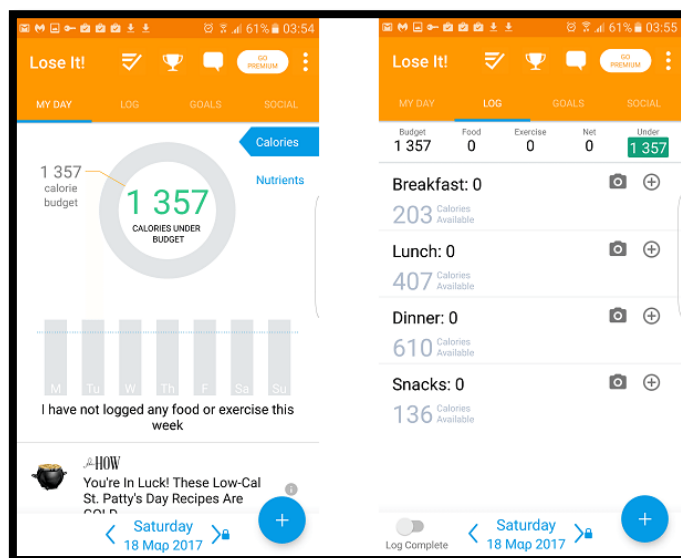 61% 03:54
Lose It!
GO
PREMIUM
MY DAY LOG GOALS SOCIAL
Calories
Nutrients
1 357
calorie
budget
1 357
CALORIES UNDER
BUDGET
M Tu W Th F Sa Su
I have not logged any food or exercise this
week
HOW
You're In Luck! These Low-Cal
St. Patty's Day Recipes Are
GOLD
Saturday
18 Μαρ 2017
61% 03:55
Lose It!
GO
PREMIUM
MY DAY LOG GOALS SOCIAL
Budget Food Exercise Net Under
1 357 0 0 0 1 357
Breakfast: 0
203 Calories
Available
Lunch: 0
407 Calories
Available
Dinner: 0
610 Calories
Available
Snacks: 0
136 Calories
Available
Log Complete
Saturday
18 Μαρ 2017